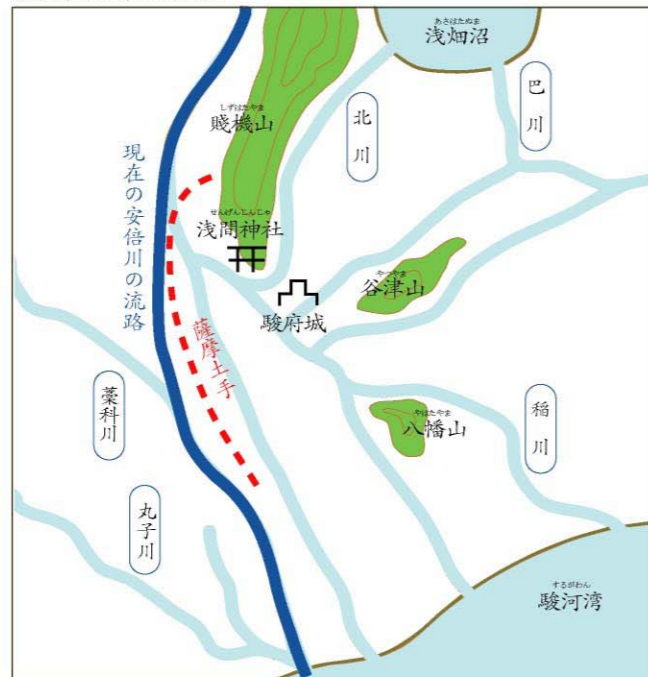 あさはたぬま
浅畑沼
巴川
北川
しずはたやま
賤機山
現在の安倍川の流路
せんげんじんじゃ
浅間神社
やつやま
谷津山
駿府城
薩摩土手
藁科川
やはたやま
八幡山
稲川
丸子川
するがわん
駿河湾